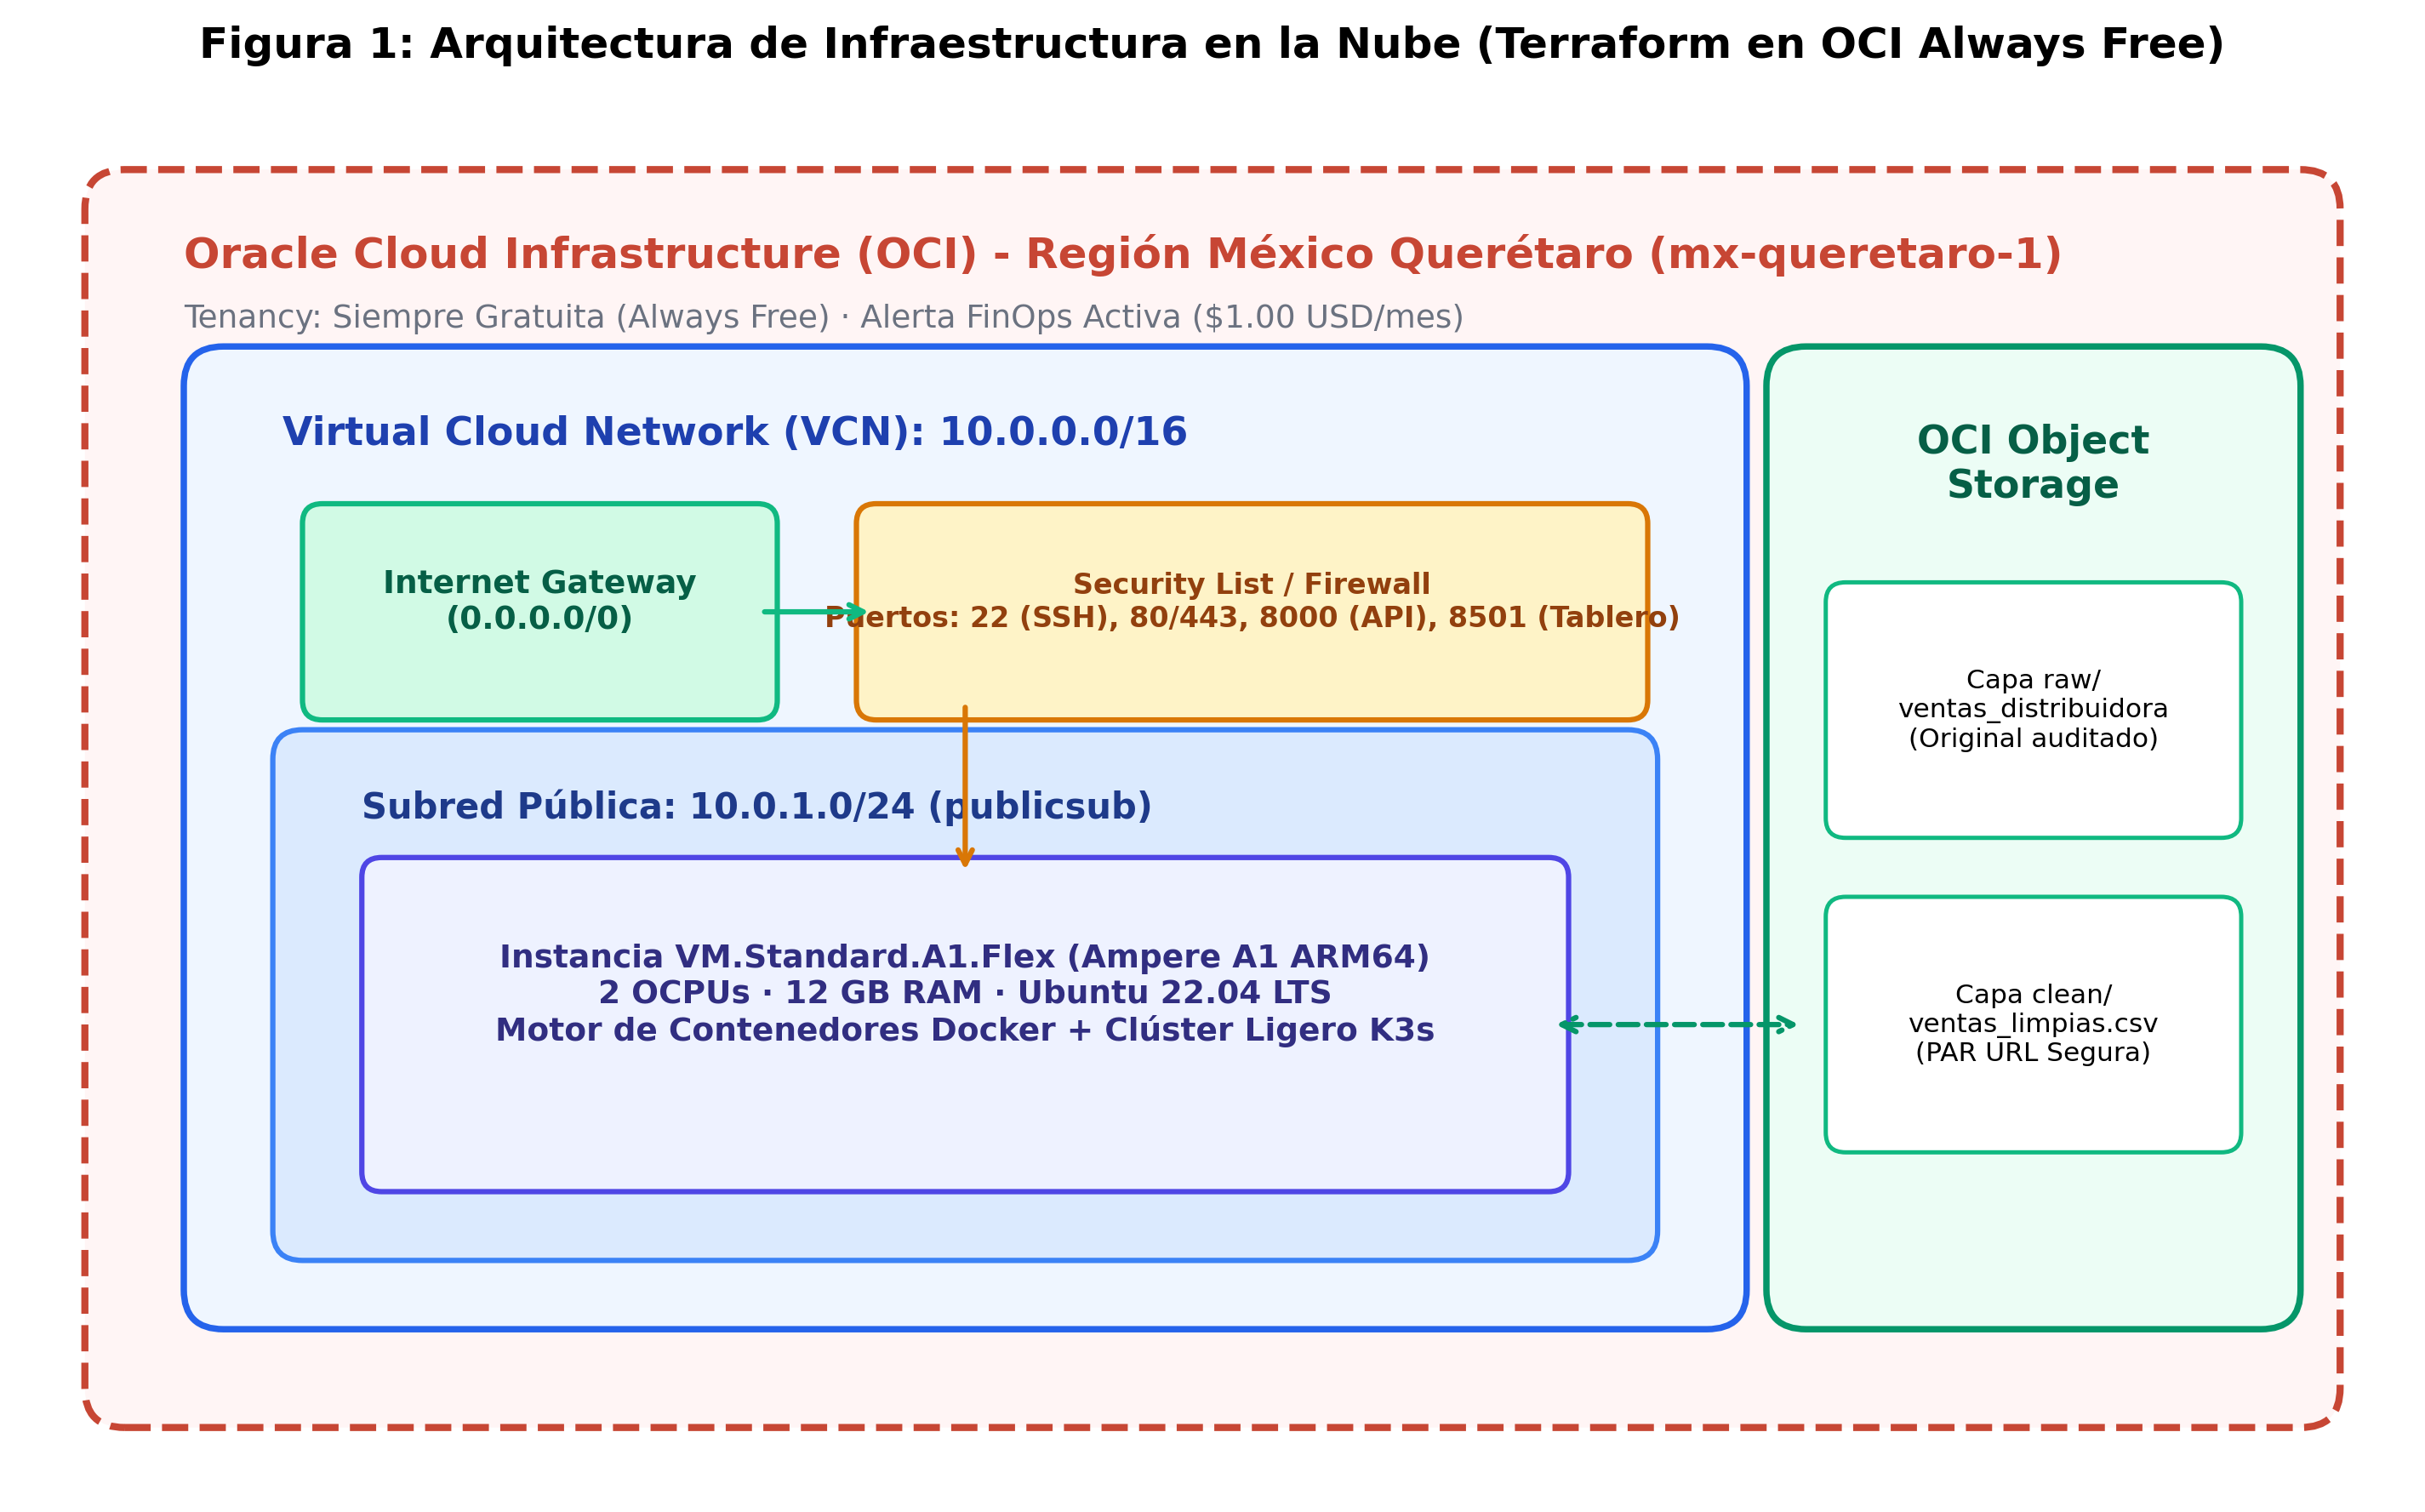 Figura 1: Arquitectura de Infraestructura en la Nube (Terraform en OCI Always Free)
Oracle Cloud Infrastructure (OCI) - Región México Querétaro (mx-queretaro-1)
Tenancy: Siempre Gratuita (Always Free) · Alerta FinOps Activa ($1.00 USD/mes)
Virtual Cloud Network (VCN): 10.0.0.0/16
Internet Gateway
(0.0.0.0/0)
Security List / Firewall
Puertos: 22 (SSH), 80/443, 8000 (API), 8501 (Tablero)
Subred Pública: 10.0.1.0/24 (publicsub)
Instancia VM.Standard.A1.Flex (Ampere A1 ARM64)
2 OCPUs · 12 GB RAM · Ubuntu 22.04 LTS
Motor de Contenedores Docker + Clúster Ligero K3s
OCI Object
Storage
Capa raw/
ventas_distribuidora
(Original auditado)
Capa clean/
ventas_limpias.csv
(PAR URL Segura)